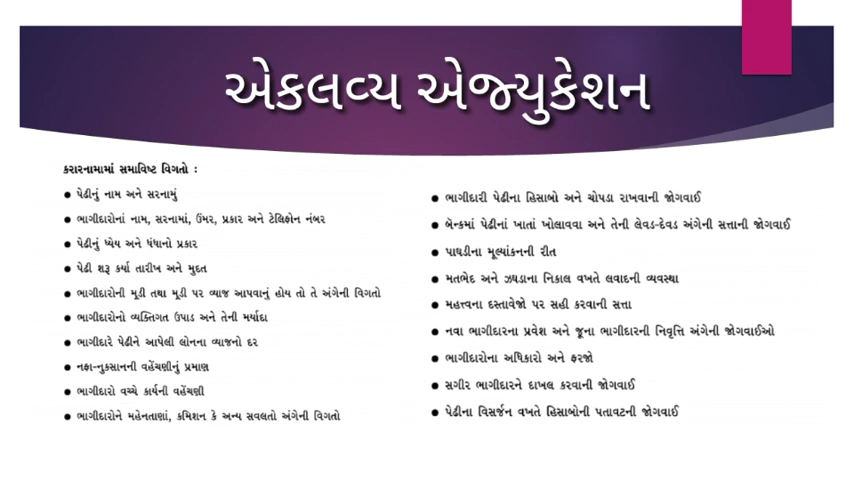 એકલવ્ય એજ્યુકેશન
કરારનામામાં સમાવિષ્ટ વિગતો :
● પેઢીનું નામ અને સરનામું
● ભાગીદારોનાં નામ, સરનામાં, ઉંમર, પ્રકાર અને ટેલિફોન નંબર
● પેઢીનું ધ્યેય અને ધંધાનો પ્રકાર
● પેઢી શરૂ કર્યા તારીખ અને મુદત
● ભાગીદારોની મૂડી તથા મૂડી પર વ્યાજ આપવાનું હોય તો તે અંગેની વિગતો
● ભાગીદારોનો વ્યક્તિગત ઉપાડ અને તેની મર્યાદા
● ભાગીદારે પેઢીને આપેલી લોનના વ્યાજનો દર
● નફા-નુકસાનની વહેંચણીનું પ્રમાણ
● ભાગીદારો વચ્ચે કાર્યની વહેંચણી
● ભાગીદારોને મહેનતાણાં, કમિશન કે અન્ય સવલતો અંગેની વિગતો
● ભાગીદારી પેઢીના હિસાબો અને ચોપડા રાખવાની જોગવાઈ
● બૅન્કમાં પેઢીનાં ખાતાં ખોલાવવા અને તેની લેવડ-દેવડ અંગેની સત્તાની જોગવાઈ
● પાઘડીના મૂલ્યાંકનની રીત
● મતભેદ અને ઝઘડાના નિકાલ વખતે લવાદની વ્યવસ્થા
● મહત્ત્વના દસ્તાવેજો પર સહી કરવાની સત્તા
● નવા ભાગીદારના પ્રવેશ અને જૂના ભાગીદારની નિવૃત્તિ અંગેની જોગવાઈઓ
● ભાગીદારોના અધિકારો અને ફરજો
● સગીર ભાગીદારને દાખલ કરવાની જોગવાઈ
● પેઢીના વિસર્જન વખતે હિસાબોની પતાવટની જોગવાઈ